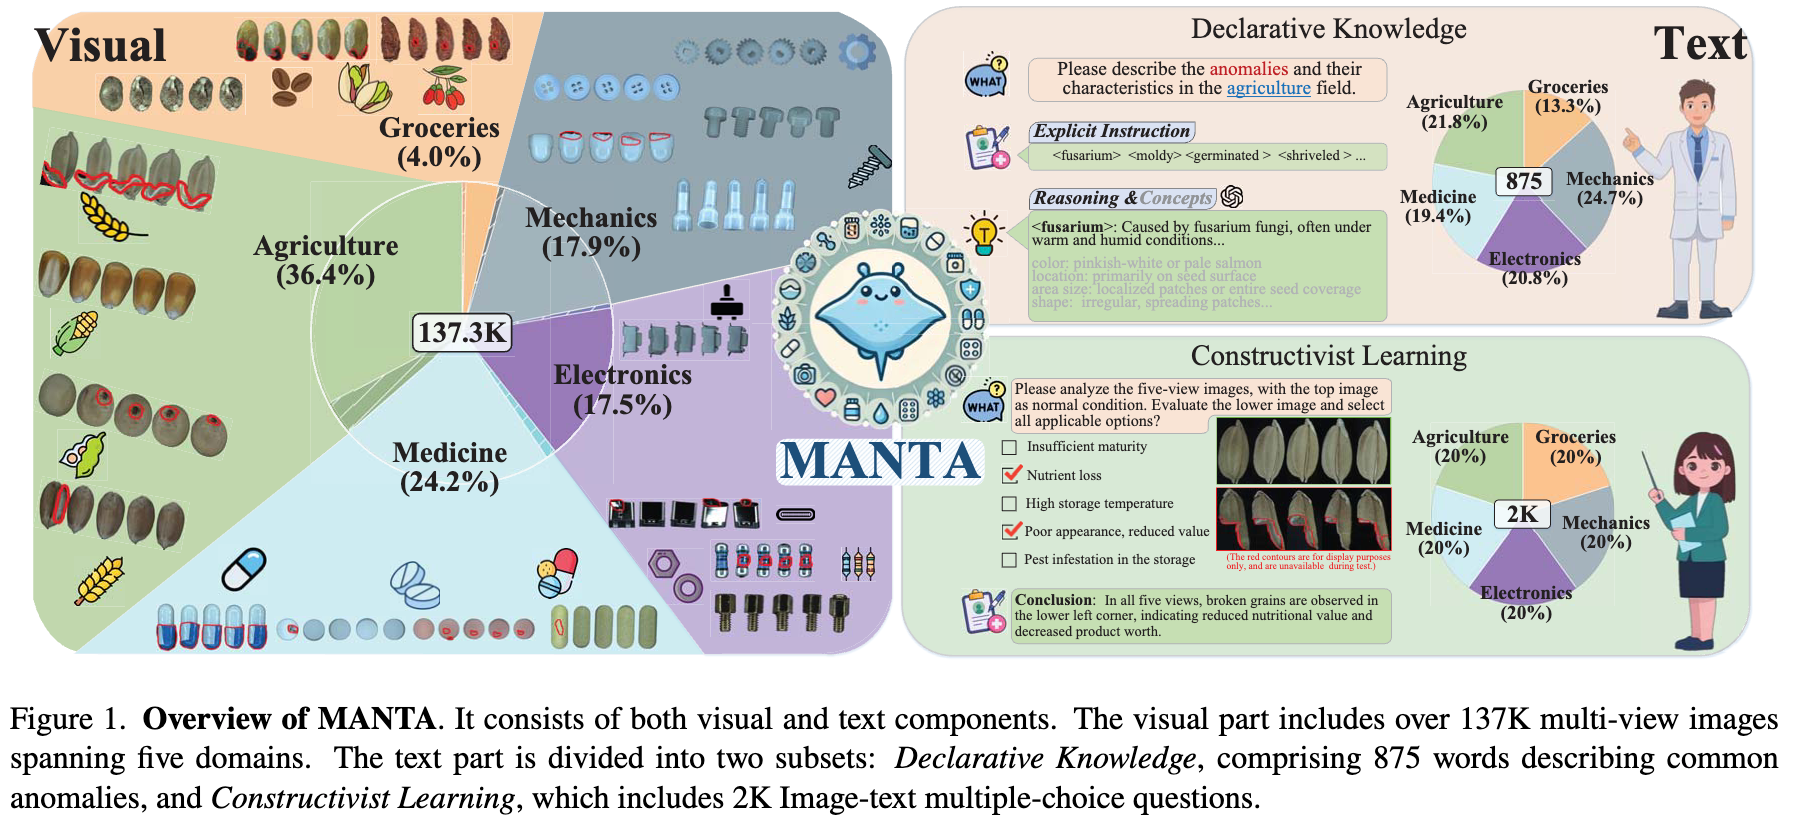 Visual
Groceries
(4.0%)
Mechanics
(17.9%)
Agriculture
(36.4%)
137.3K
Electronics
(17.5%)
Medicine
(24.2%)
MANTA
Text
Declarative Knowledge
WHAT
?
Please describe the anomalies and their
characteristics in the agriculture field.
Explicit Instruction
<fusarium> <moldy> <germinated > <shriveled > ...
Reasoning &Concepts
T
<fusarium>: Caused by fusarium fungi, often under
warm and humid conditions...
color: pinkish-white or pale salmon
location: primarily on seed surface
area size: localized patches or entire seed coverage
shape: irregular, spreading patches...
Groceries
(13.3%)
Agriculture
(21.8%)
875
Mechanics
(24.7%)
Medicine
(19.4%)
Electronics
(20.8%)
Constructivist Learning
WHAT
?
Please analyze the five-view images, with the top image
as normal condition. Evaluate the lower image and select
all applicable options?
Insufficient maturity
Nutrient loss
High storage temperature
Poor appearance, reduced value
Pest infestation in the storage
(The red contours are for display purposes
only, and are unavailable during test.)
Conclusion: In all five views, broken grains are observed in
the lower left corner, indicating reduced nutritional value and
decreased product worth.
Agriculture
(20%)
Groceries
(20%)
2K
Mechanics
(20%)
Medicine
(20%)
Electronics
(20%)
Figure 1. Overview of MANTA. It consists of both visual and text components. The visual part includes over 137K multi-view images
spanning five domains. The text part is divided into two subsets: Declarative Knowledge, comprising 875 words describing common
anomalies, and Constructivist Learning, which includes 2K Image-text multiple-choice questions.